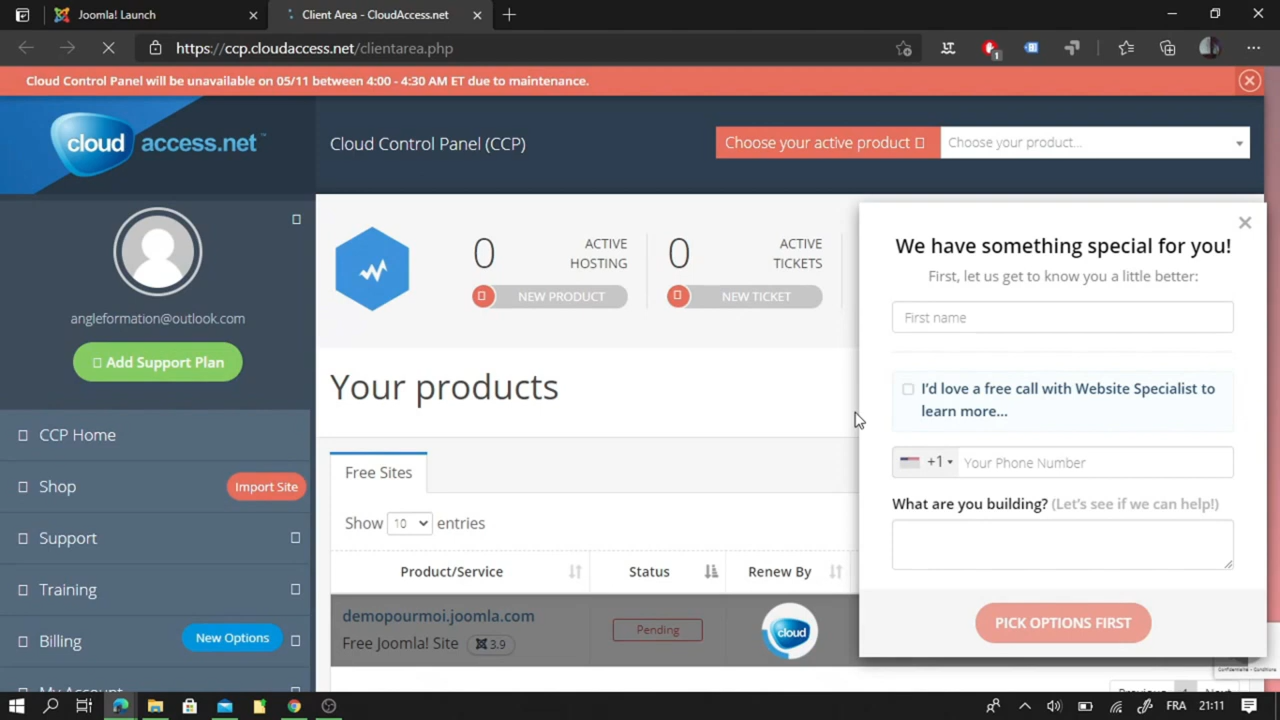 Joomla! Launch
Client Area - CloudAccess.net
https://ccp.cloudaccess.net/clientarea.php
1
Cloud Control Panel will be unavailable on 05/11 between 4:00 - 4:30 AM ET due to maintenance.
cloud access.net™
Cloud Control Panel (CCP)
Choose your active product
Choose your product...
angleformation@outlook.com
Add Support Plan
CCP Home
Shop
Import Site
Support
Training
Billing
New Options
My Account
0
ACTIVE
HOSTING
NEW PRODUCT
0
ACTIVE
TICKETS
NEW TICKET
Your products
Free Sites
Show 10 entries
Product/Service
Status
Renew By
demopourmoi.joomla.com
Free Joomla! Site
3.9
Pending
cloud
Previous 1 Next
We have something special for you!
First, let us get to know you a little better:
First name
I'd love a free call with Website Specialist to
learn more...
+1
Your Phone Number
What are you building? (Let's see if we can help!)
PICK OPTIONS FIRST
FRA
21:11